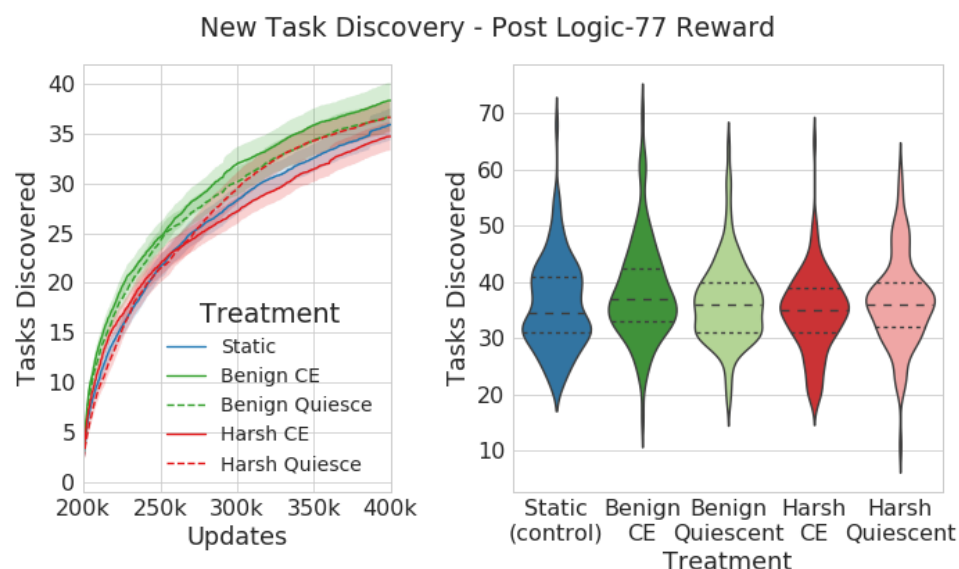 New Task Discovery - Post Logic-77 Reward
Tasks Discovered
40
35
30
25
20
15
10
5
0
Treatment
Static
Benign CE
Benign Quiesce
Harsh CE
Harsh Quiesce
200k 250k 300k 350k 400k
Updates
Tasks Discovered
70
60
50
40
30
20
10
Static Benign Benign Harsh Harsh
(control) CE Quiescent CE Quiescent
Treatment